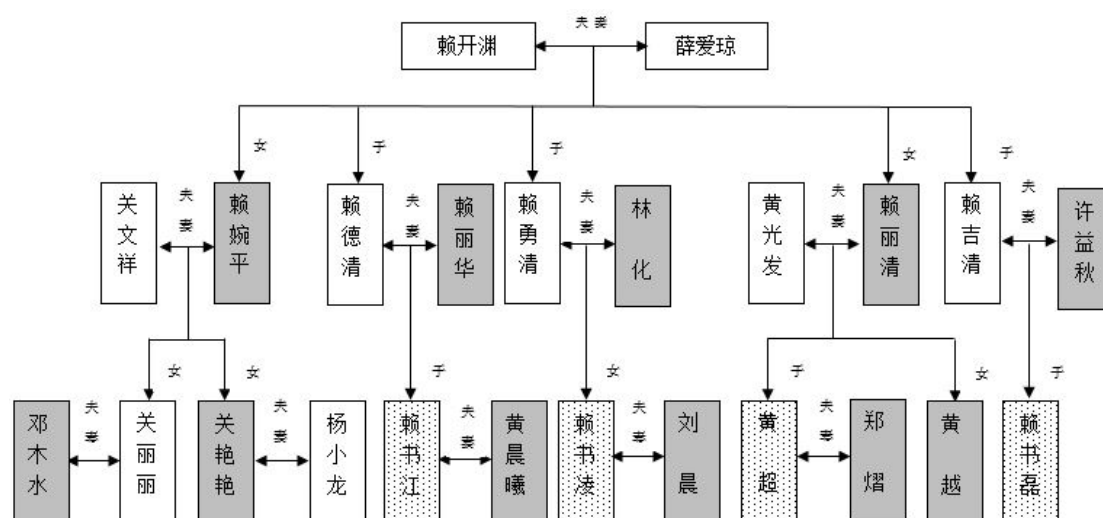 夫妻
赖开渊
薛爱琼
女
子
子
女
子
关文祥
夫妻
赖婉平
赖德清
夫妻
赖丽华
赖勇清
夫妻
林化
黄光发
夫妻
赖丽清
赖吉清
夫妻
许益秋
女
女
子
女
子
女
子
邓木水
夫妻
关丽丽
关艳艳
夫妻
杨小龙
赖书江
夫妻
黄晨曦
赖书凌
夫妻
刘晨
黄超
夫妻
郑熠
黄越
赖书磊